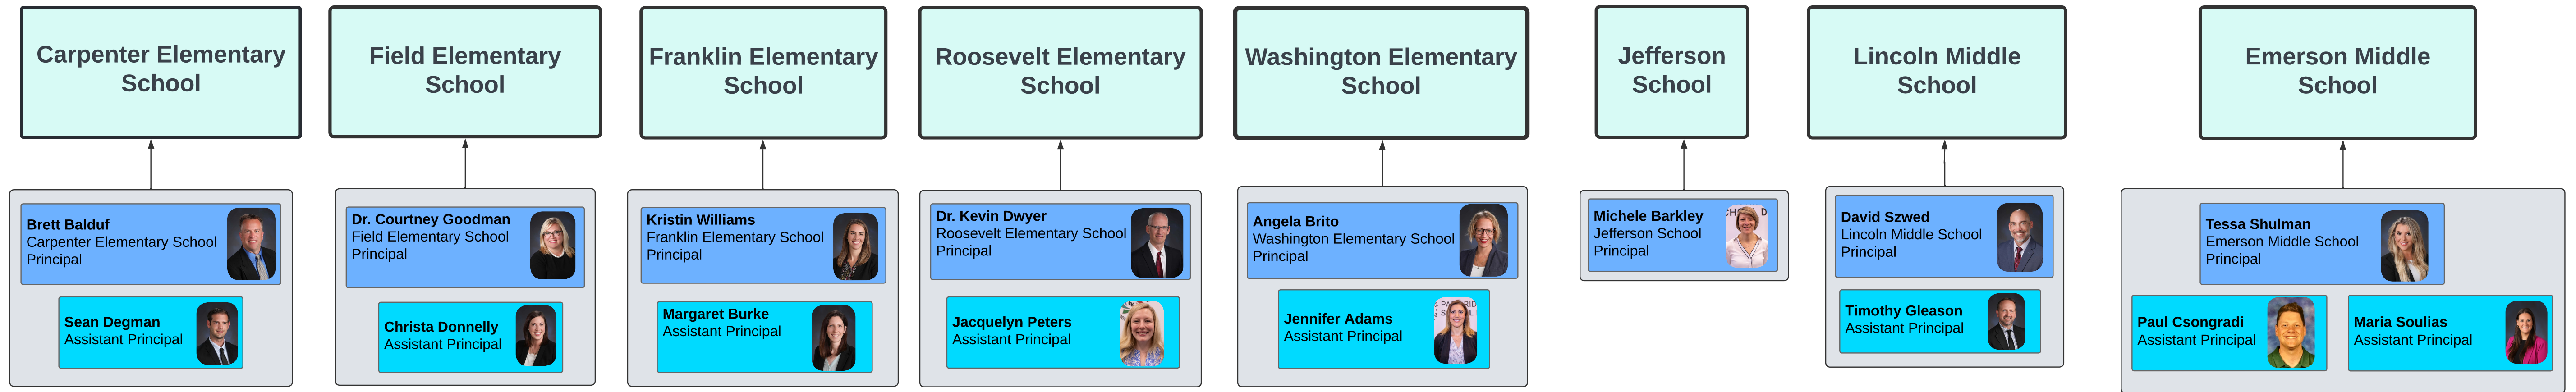 Carpenter Elementary
School
Field Elementary
School
Franklin Elementary
School
Roosevelt Elementary
School
Washington Elementary
School
Jefferson
School
Lincoln Middle
School
Emerson Middle
School
Brett Balduf
Carpenter Elementary School
Principal
Sean Degman
Assistant Principal
Dr. Courtney Goodman
Field Elementary School
Principal
Christa Donnelly
Assistant Principal
Kristin Williams
Franklin Elementary School
Principal
Margaret Burke
Assistant Principal
Dr. Kevin Dwyer
Roosevelt Elementary School
Principal
Jacquelyn Peters
Assistant Principal
Angela Brito
Washington Elementary School
Principal
Jennifer Adams
Assistant Principal
Michele Barkley
Jefferson School
Principal
David Szwed
Lincoln Middle School
Principal
Timothy Gleason
Assistant Principal
Tessa Shulman
Emerson Middle School
Principal
Paul Csongradi
Assistant Principal
Maria Soulias
Assistant Principal